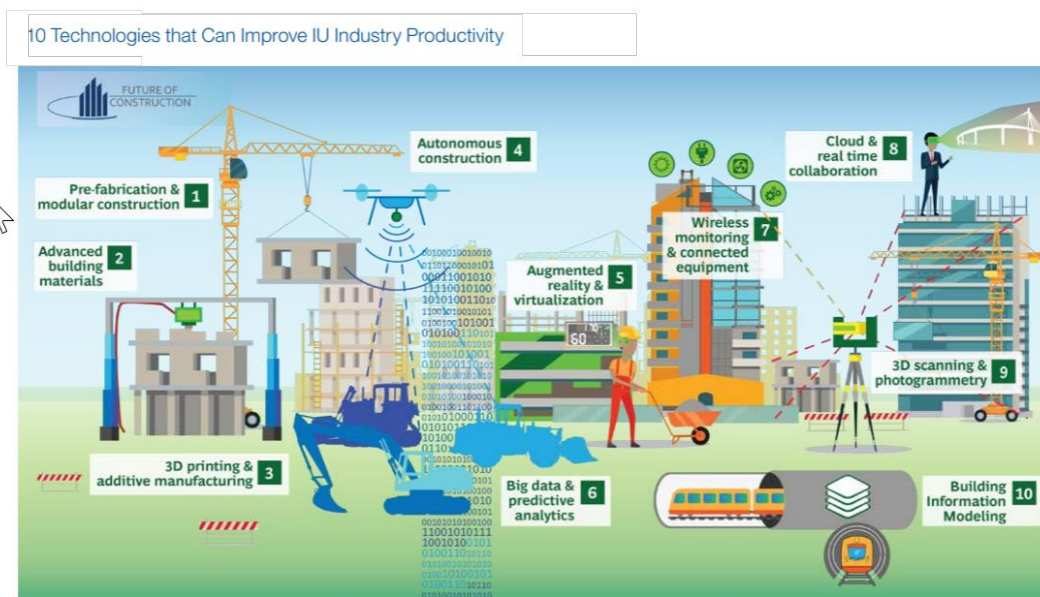 10 Technologies that Can Improve IU Industry Productivity
FUTURE OF
CONSTRUCTION
Pre-fabrication &
modular construction 1
Advanced
building
materials 2
3D printing &
additive manufacturing 3
Autonomous
construction 4
Augmented
reality &
virtualization 5
60
Big data &
predictive
analytics 6
Wireless
monitoring
& connected
equipment 7
Cloud &
real time
collaboration 8
3D scanning &
photogrammetry 9
Building
Information
Modeling 10